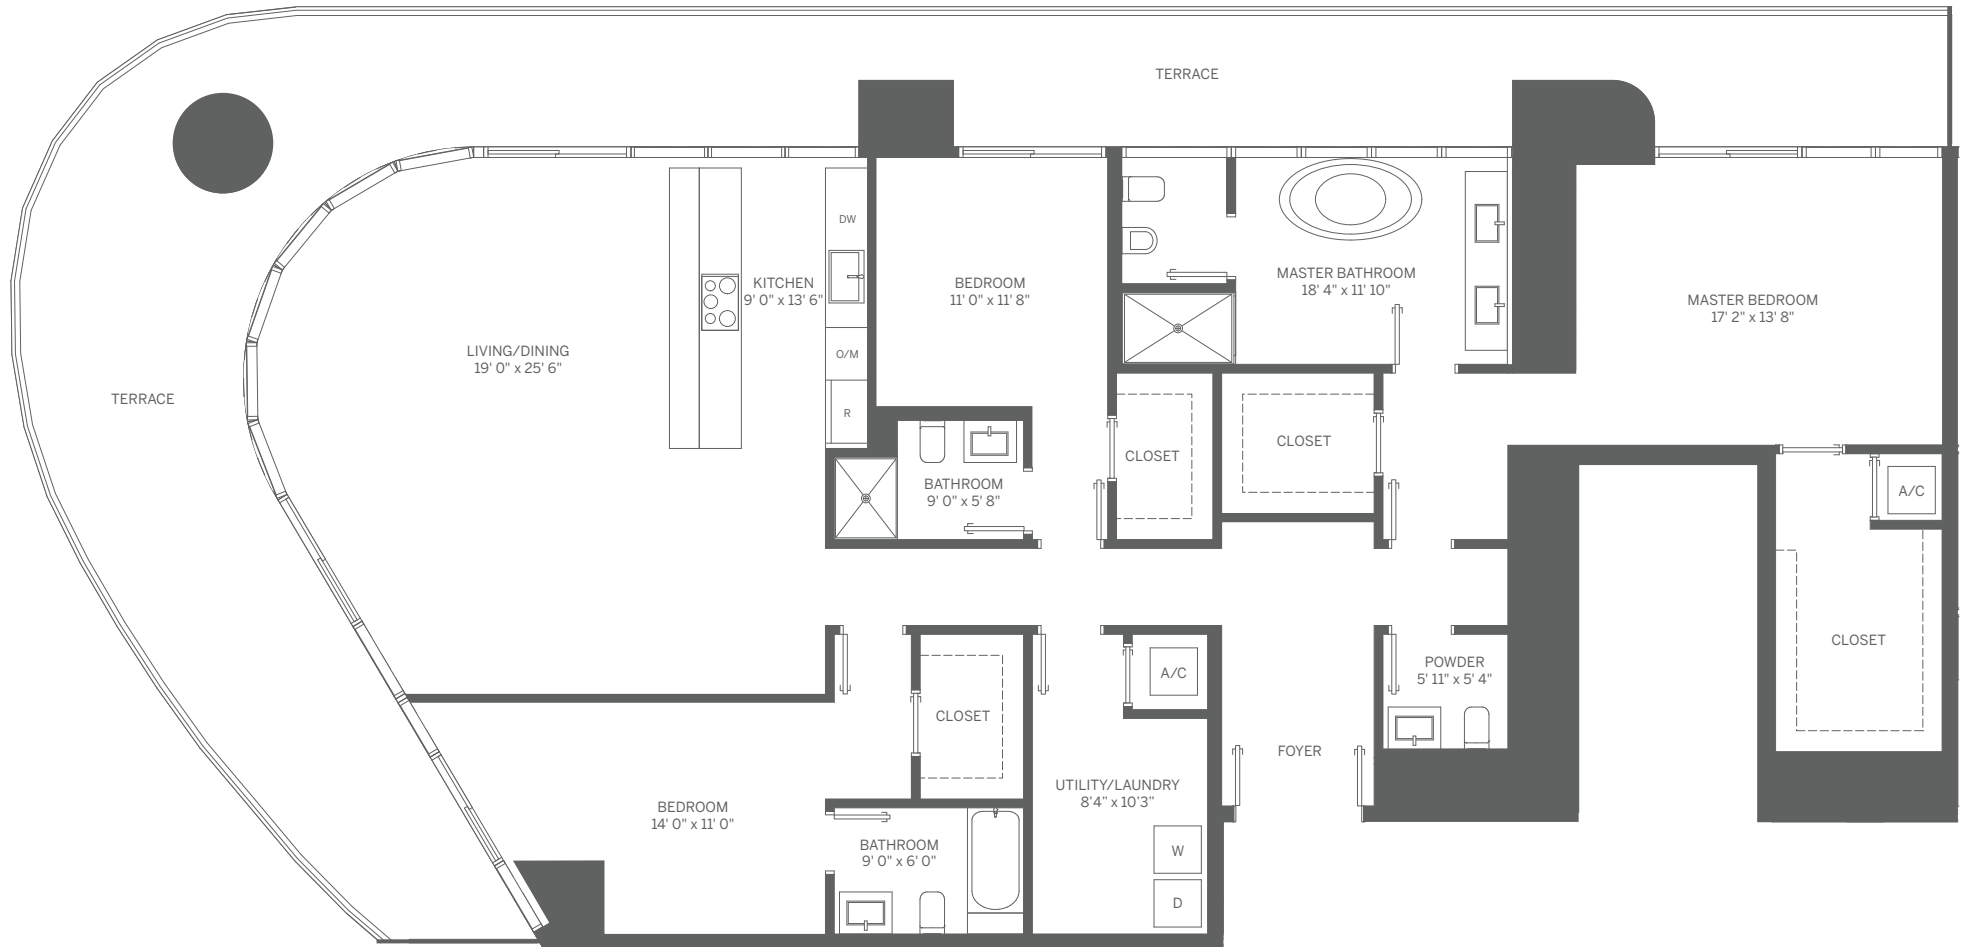 TERRACE
DW
KITCHEN
9' 0" x 13' 6"
BEDROOM
11' 0" x 11' 8"
MASTER BATHROOM
18' 4" x 11' 10"
MASTER BEDROOM
17' 2" x 13' 8"
LIVING/DINING
19' 0" x 25' 6"
O/M
TERRACE
R
CLOSET
CLOSET
BATHROOM
9' 0" x 5' 8"
A/C
CLOSET
POWDER
5' 11" x 5' 4"
A/C
CLOSET
FOYER
UTILITY/LAUNDRY
8'4" x 10'3"
BEDROOM
14' 0" x 11' 0"
BATHROOM
9' 0" x 6' 0"
W
D